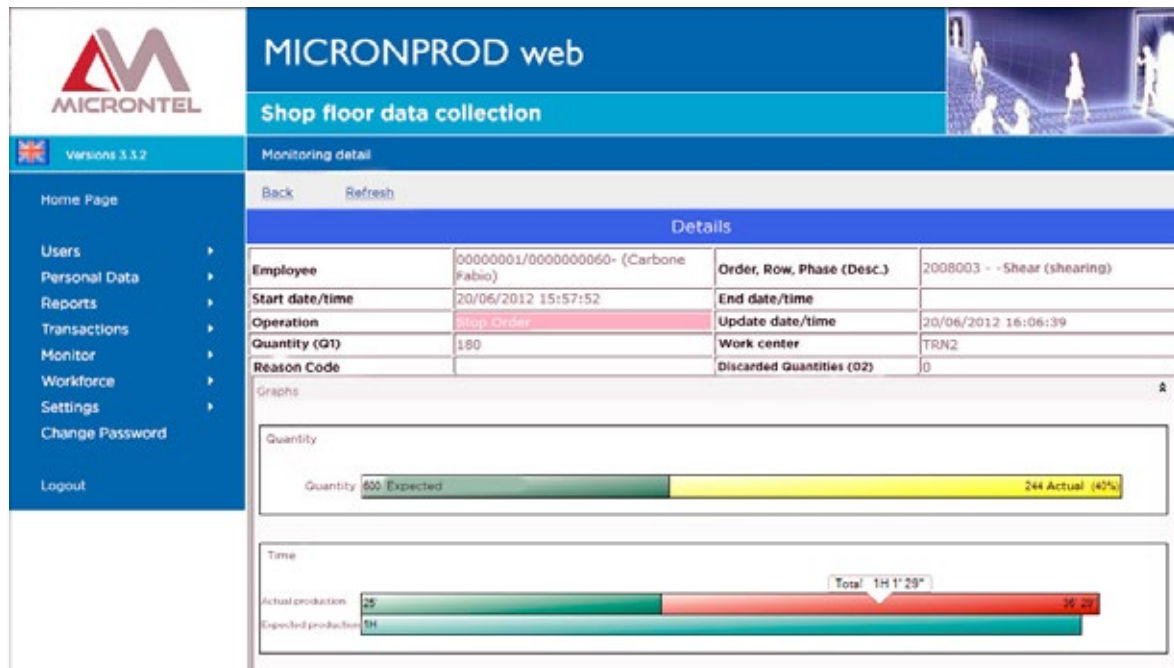 MICRONTEL
MICRONPROD web
Shop floor data collection
Versions 3.3.2
Monitoring detail
Home Page
Users
Personal Data
Reports
Transactions
Monitor
Workforce
Settings
Change Password
Logout
Back Refresh
Details
Employee 00000001/0000000060- (Carbone Fabio) Order, Row, Phase (Desc.) 2008003 - -Shear (shearing)
Start date/time 20/06/2012 15:57:52 End date/time
Operation Stop Order Update date/time 20/06/2012 16:06:39
Quantity (Q1) 180 Work center TRN2
Reason Code Discarded Quantities (02) 0
Graphs
Quantity
Quantity 600 Expected 244 Actual (40%)
Time
Total 1H 1' 29"
Actual production 25' 36' 29
Expected production 1H